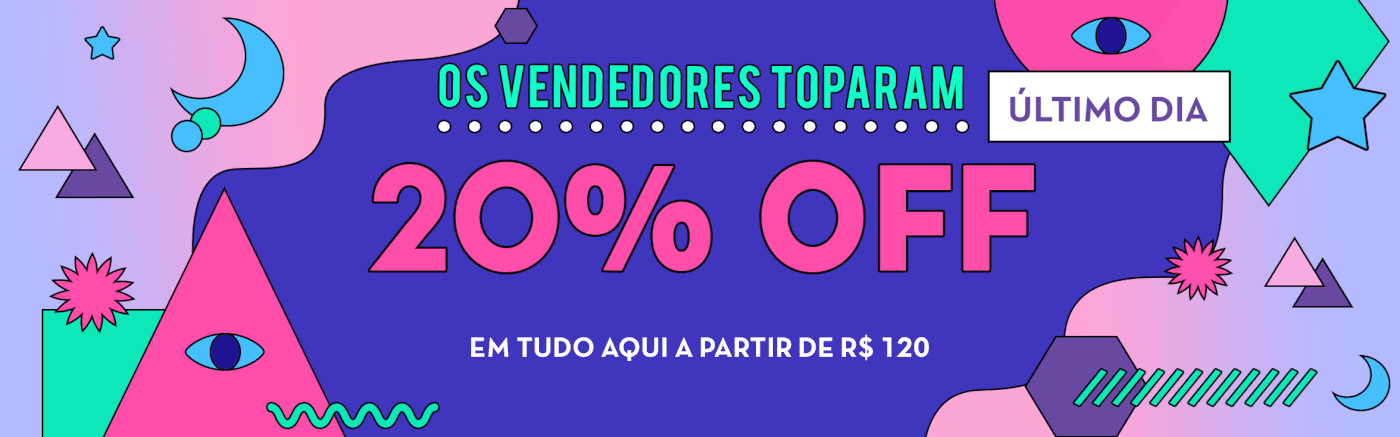 OS VENDEDORES TOPARAM
ÚLTIMO DIA
20% OFF
EM TUDO AQUI A PARTIR DE R$ 120